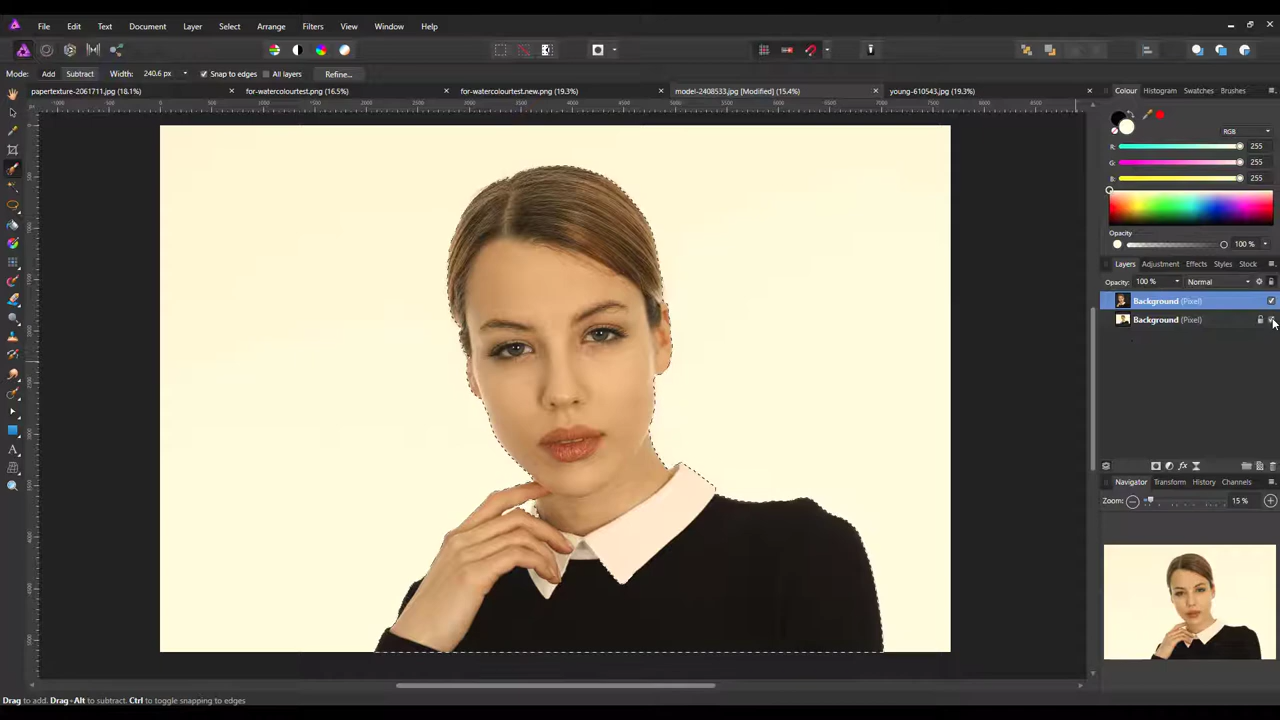 File Edit Text Document Layer Select Arrange Filters View Window Help
Mode: Add Subtract Width: 240.6 px Snap to edges All layers Refine...
papertexture-2061711.jpg (18.1%) for-watercolourtest.png (16.5%) for-watercolourtest.new.png (19.3%) model-2408533.jpg [Modified] (15.4%) young-610543.jpg (19.3%)
Colour Histogram Swatches Brushes
RGB
R: 255
G: 255
B: 255
Opacity
100 %
Layers Adjustment Effects Styles Stock
Opacity: 100 % Normal
Background (Pixel)
Background (Pixel)
Navigator Transform History Channels
Zoom: 15 %
Drag to add. Drag+Alt to subtract. Ctrl to toggle snapping to edges.